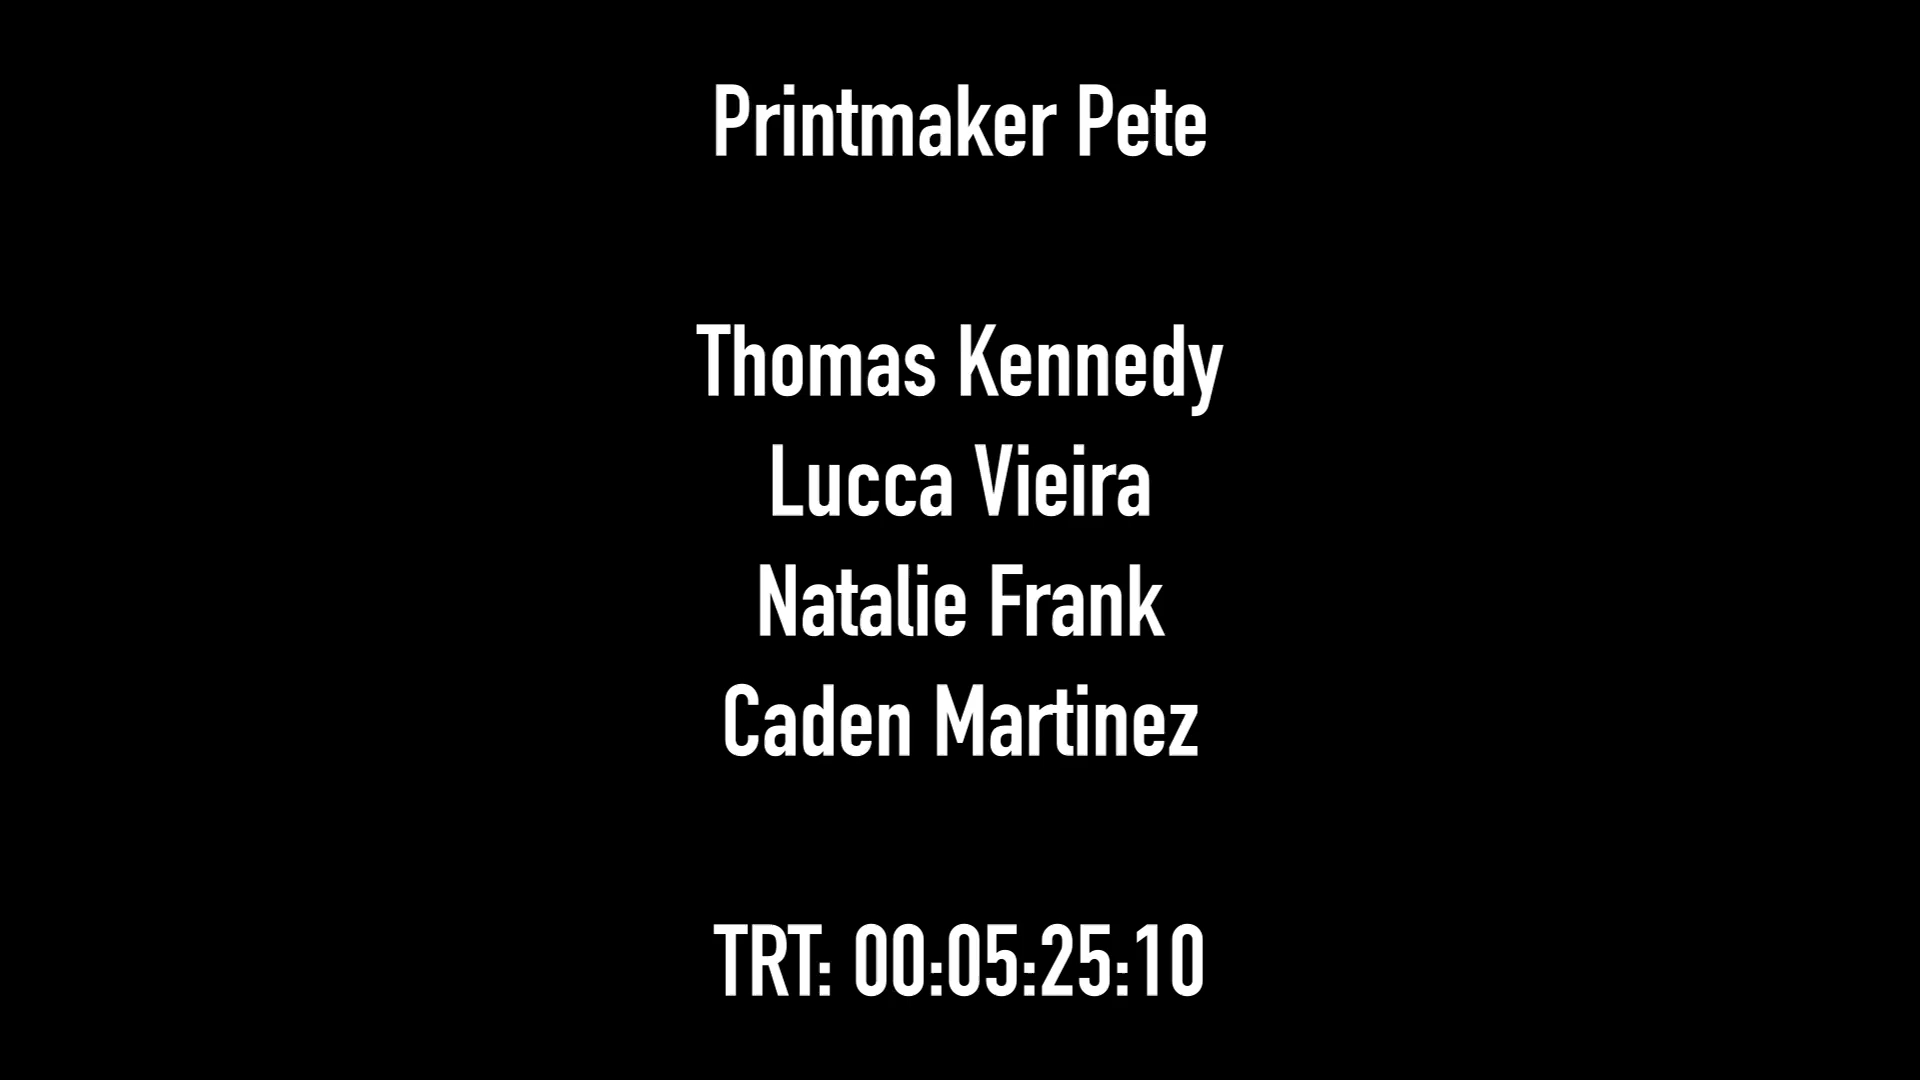 Printmaker Pete
Thomas Kennedy
Lucca Vieira
Natalie Frank
Caden Martinez
TRT: 00:05:25:10